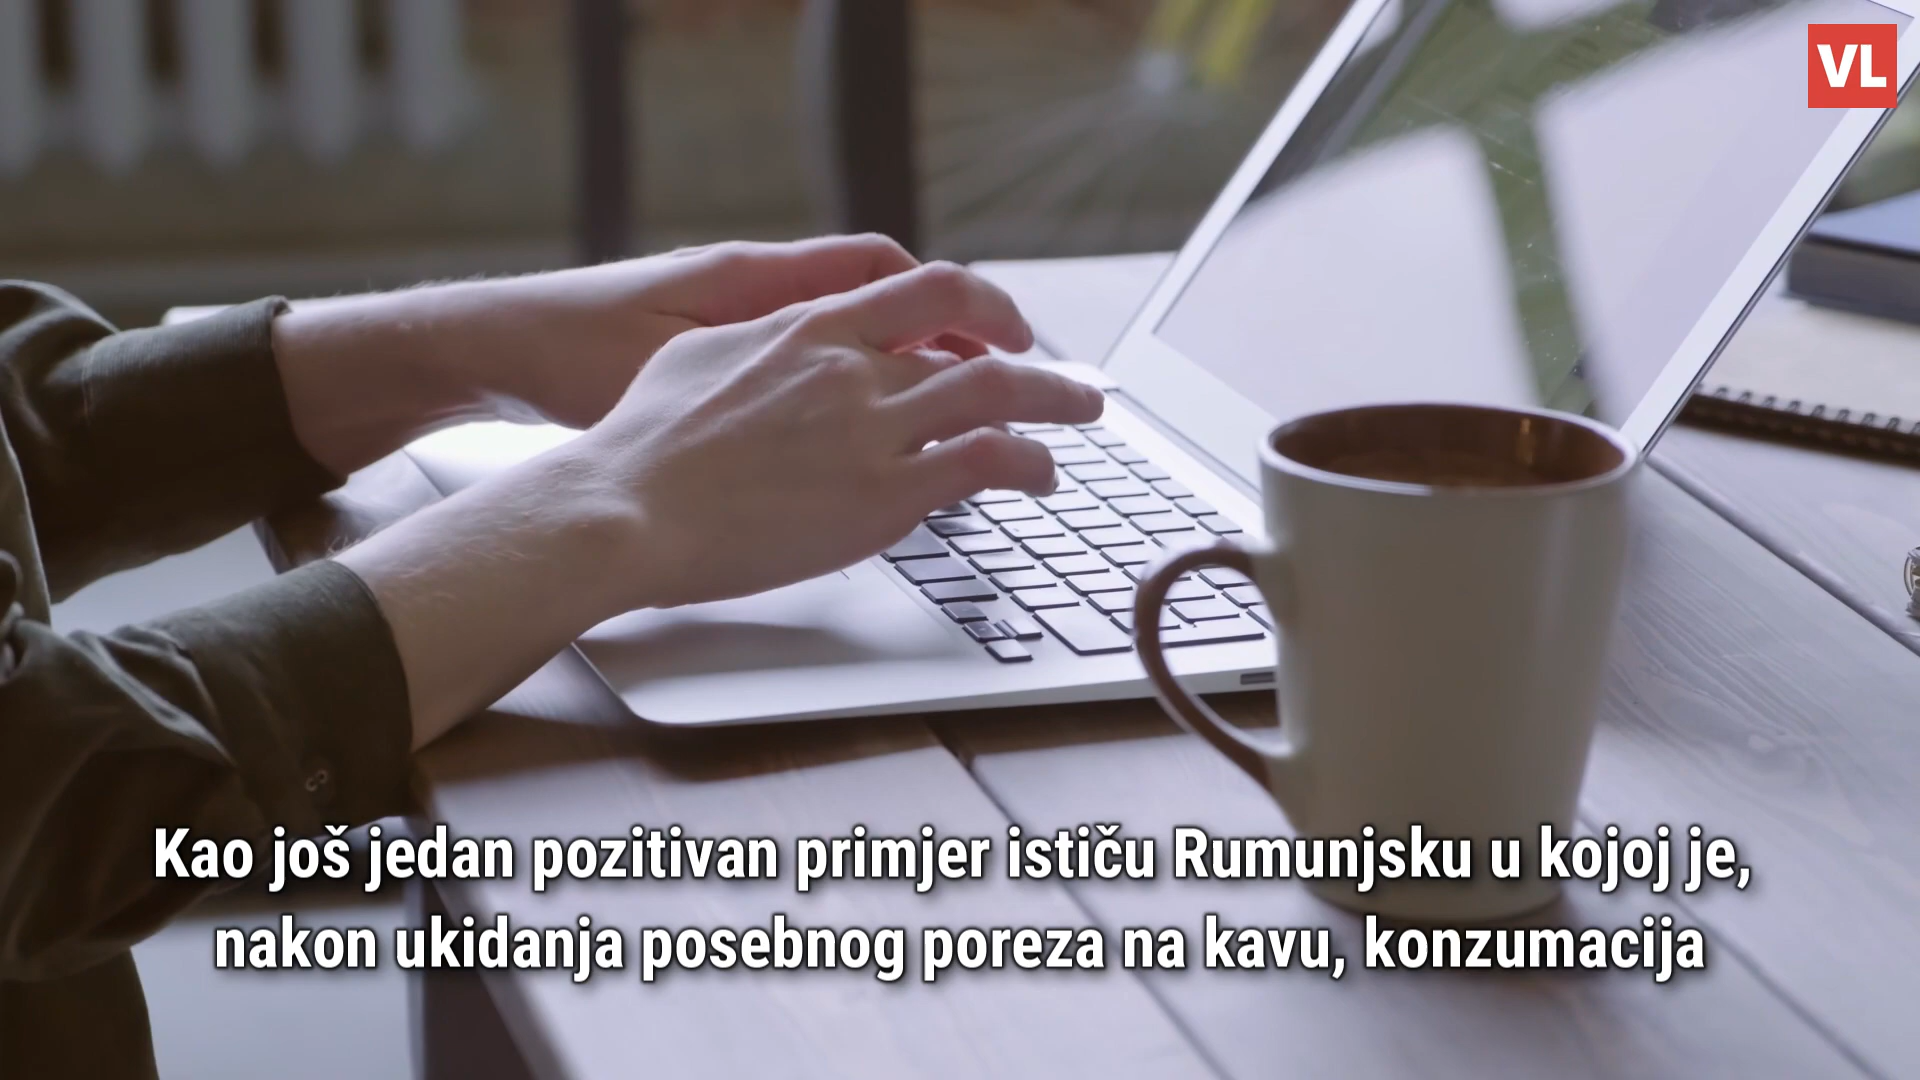 VL
Kao još jedan pozitivan primjer ističu Rumunjsku u kojoj je,
nakon ukidanja posebnog poreza na kavu, konzumacija